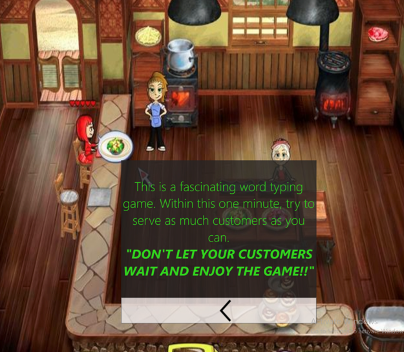 This is a fascinating word typing
game. Within this one minute, try to
serve as much customers as you
can.
"DON'T LET YOUR CUSTOMERS
WAIT AND ENJOY THE GAME!!"